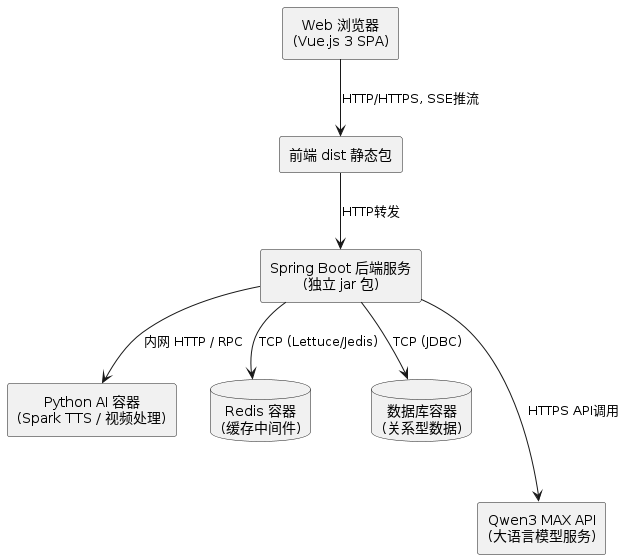 Web 浏览器
(Vue.js 3 SPA)
HTTP/HTTPS, SSE推流
前端 dist 静态包
HTTP转发
Spring Boot 后端服务
(独立 jar 包)
内网 HTTP / RPC
TCP (Lettuce/Jedis)
TCP (JDBC)
HTTPS API调用
Python AI 容器
(Spark TTS / 视频处理)
Redis 容器
(缓存中间件)
数据库容器
(关系型数据)
Qwen3 MAX API
(大语言模型服务)